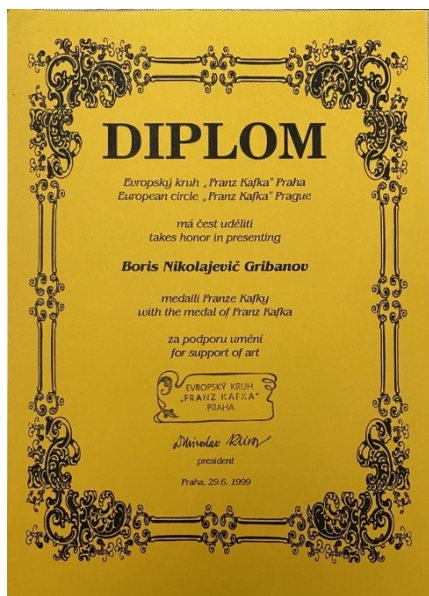 DIPLOM
Evropský kruh „Franz Kafka" Praha
European circle „Franz Kafka" Prague
má čest uděliti
takes honor in presenting
Boris Nikolajevič Gribanov
medaili Franze Kafky
with the medal of Franz Kafka
za podporu umění
for support of art
EVROPSKÝ KRUH
„FRANZ KAFKA"
PRAHA
president
Praha, 29.6. 1999